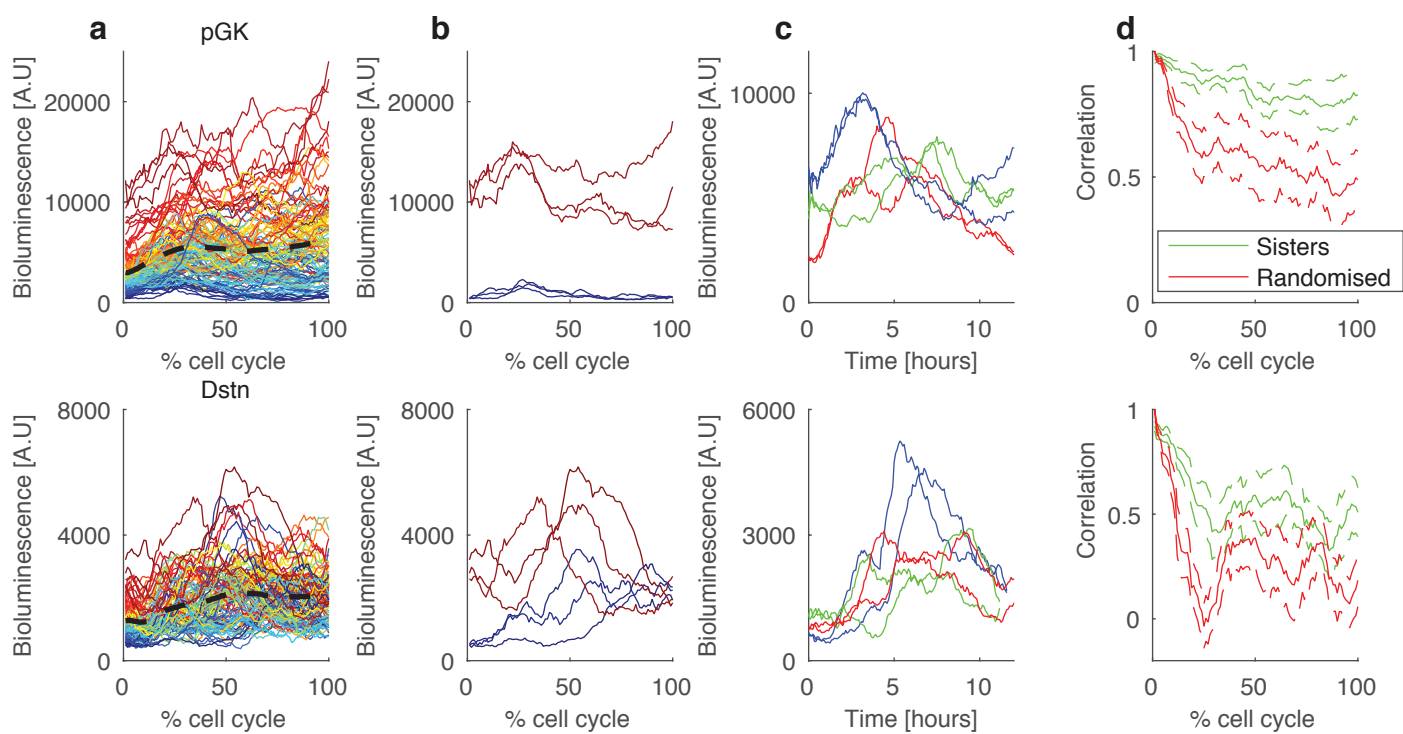 a
pGK
Bioluminescence [A.U]
20000
10000
0
0 50 100
% cell cycle
b
Bioluminescence [A.U]
20000
10000
0
0 50 100
% cell cycle
c
Bioluminescence [A.U]
10000
0
0 5 10
Time [hours]
d
Correlation
1
0.5
0
Sisters
Randomised
0 50 100
% cell cycle
Dstn
Bioluminescence [A.U]
8000
4000
0
0 50 100
% cell cycle
Bioluminescence [A.U]
8000
4000
0
0 50 100
% cell cycle
Bioluminescence [A.U]
6000
3000
0
0 5 10
Time [hours]
Correlation
1
0.5
0
0 50 100
% cell cycle